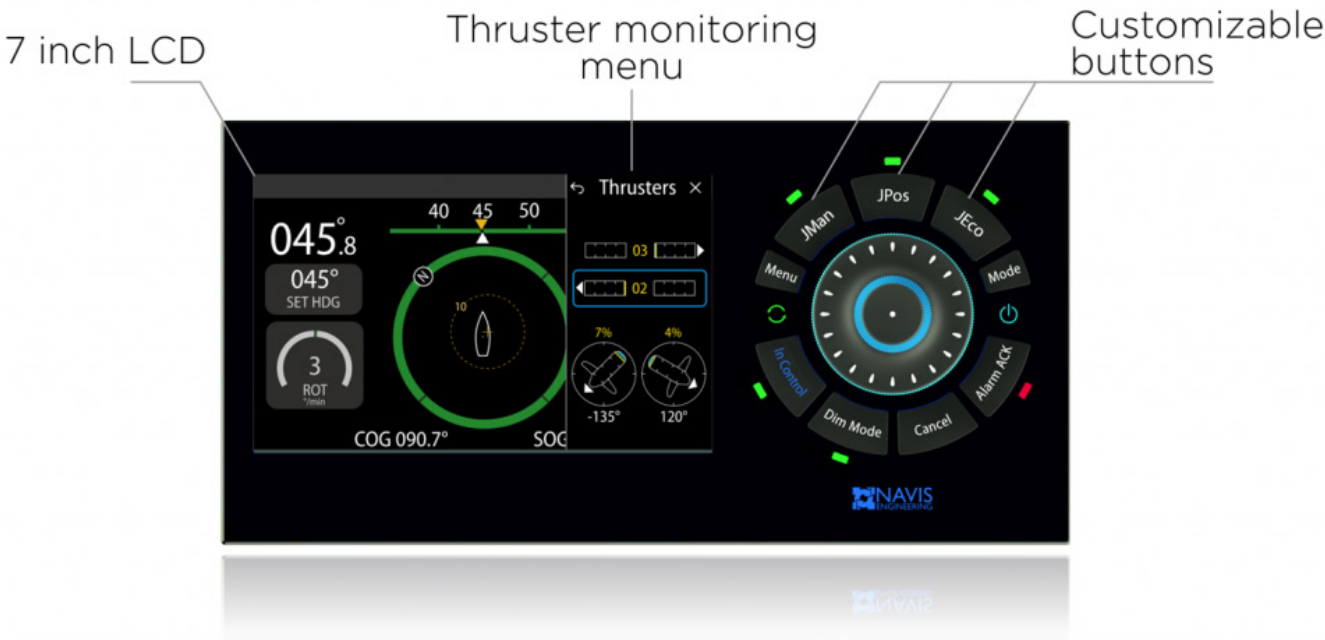 7 inch LCD
Thruster monitoring
menu
Customizable
buttons
40 45 50
045°.8
045°
SET HDG
3
ROT
°/min
N
10
COG 090.7°
SOG
Thrusters
03
02
7%
4%
-135°
120°
JMan
JPos
JEco
Menu
Mode
In Control
Alarm ACK
Dim Mode
Cancel
NAVIS
ENGINEERING